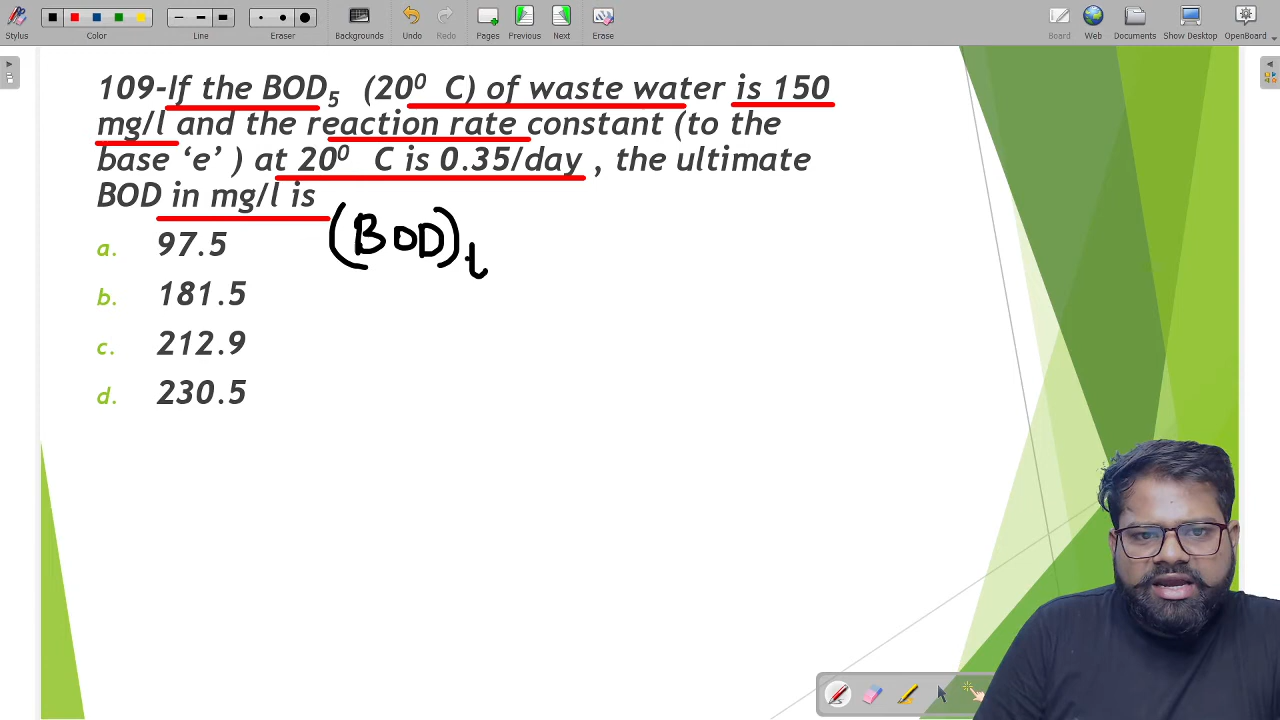 Stylus
Color
Line
Eraser
Backgrounds
Undo
Redo
Pages
Previous
Next
Erase
Board
Web
Documents
Show Desktop
OpenBoard
109-If the BOD₅ (20⁰ C) of waste water is 150
mg/l and the reaction rate constant (to the
base ‘e’ ) at 20⁰ C is 0.35/day , the ultimate
BOD in mg/l is
(BOD)t
a. 97.5
b. 181.5
c. 212.9
d. 230.5